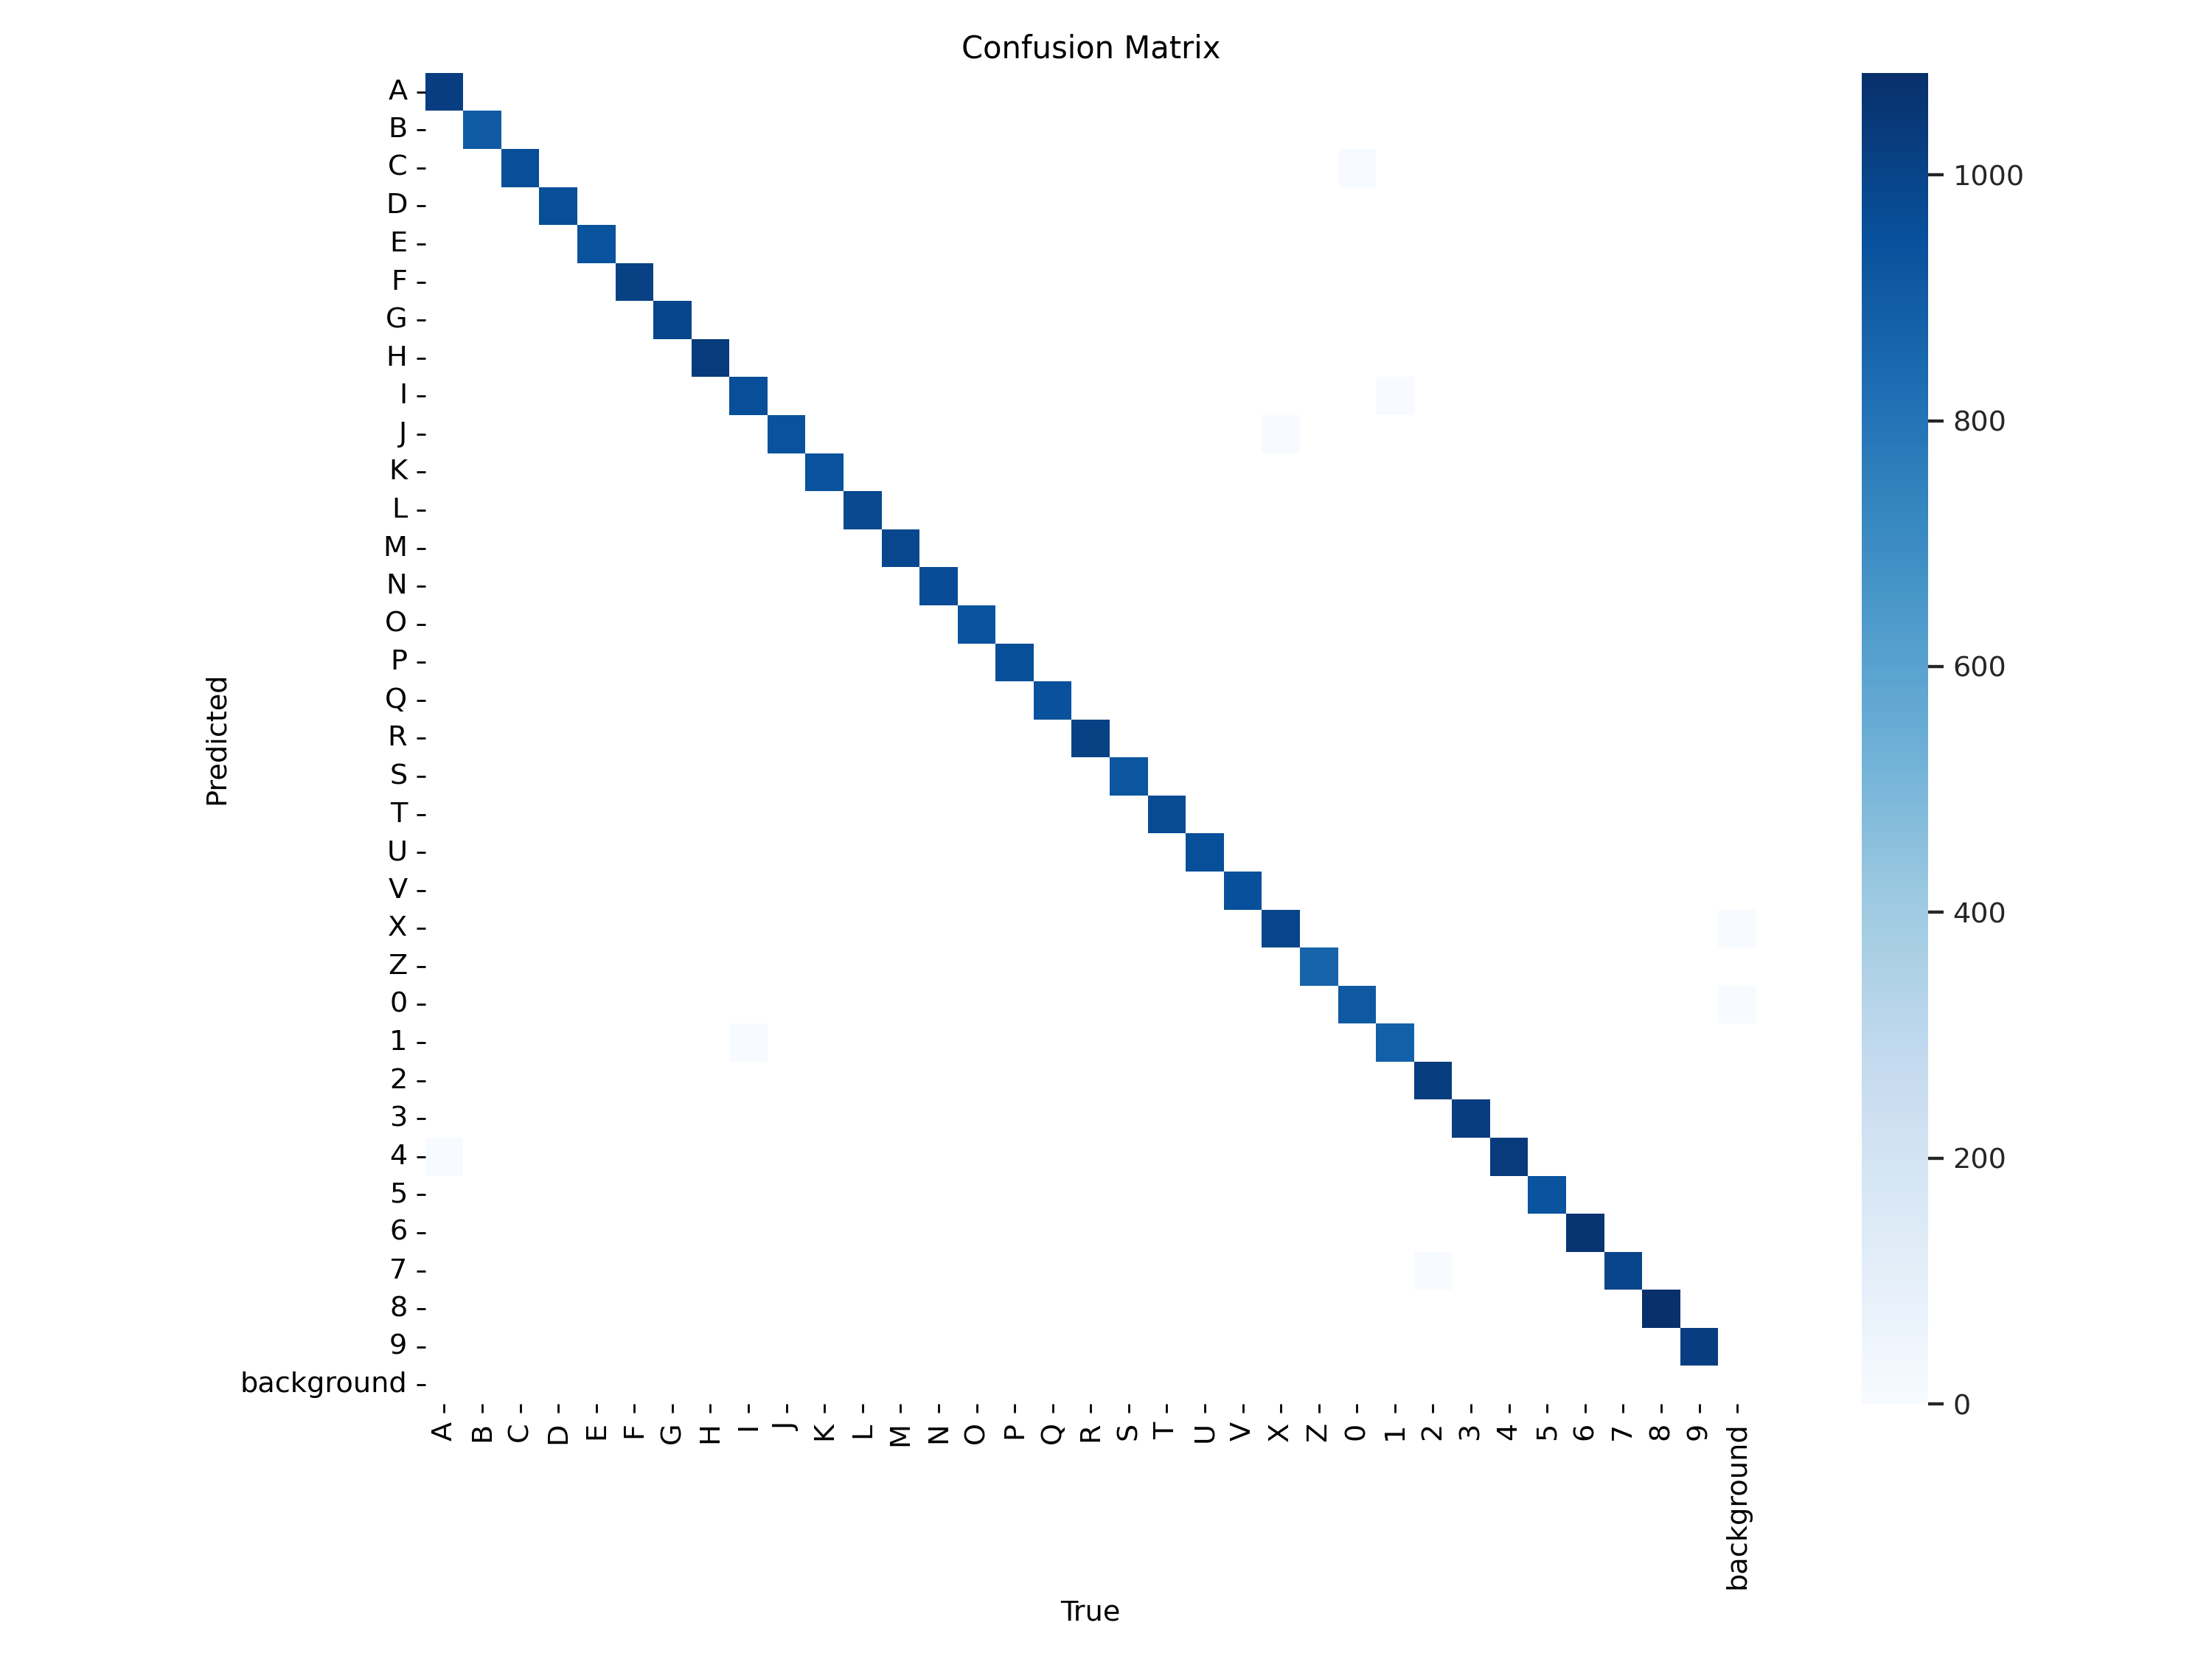 Confusion Matrix
A
B
C
D
E
F
G
H
I
J
K
L
M
N
O
P
Q
R
S
T
U
V
X
Z
0
1
2
3
4
5
6
7
8
9
background
Predicted
A B C D E F G H I J K L M N O P Q R S T U V X Z 0 1 2 3 4 5 6 7 8 9 background
True
1000
800
600
400
200
0